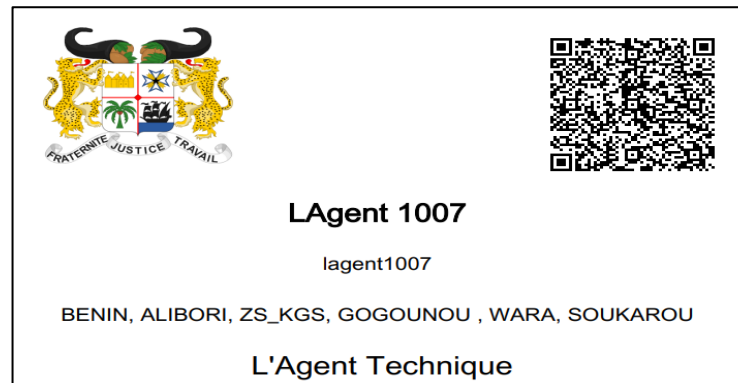 FRATERNITE JUSTICE TRAVAIL
LAgent 1007
lagent1007
BENIN, ALIBORI, ZS_KGS, GOGOUNOU , WARA, SOUKAROU
L'Agent Technique